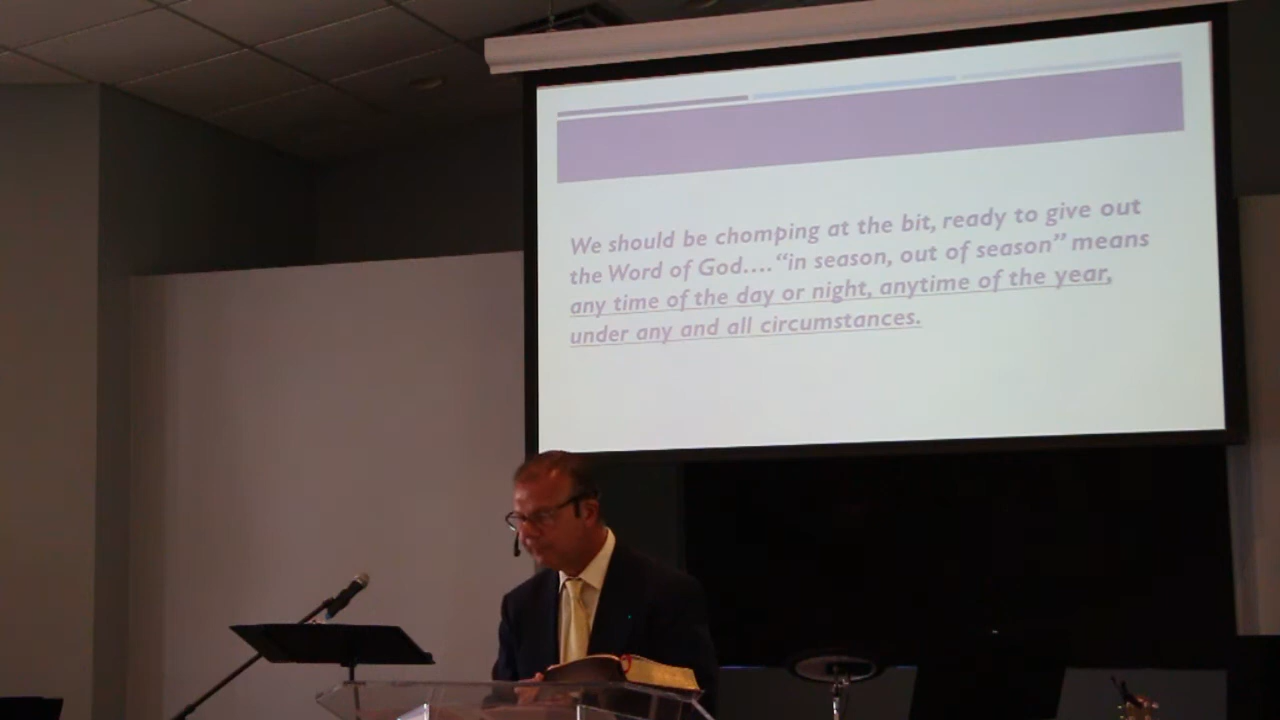 We should be chomping at the bit, ready to give out
the Word of God.... “in season, out of season” means
any time of the day or night, anytime of the year,
under any and all circumstances.